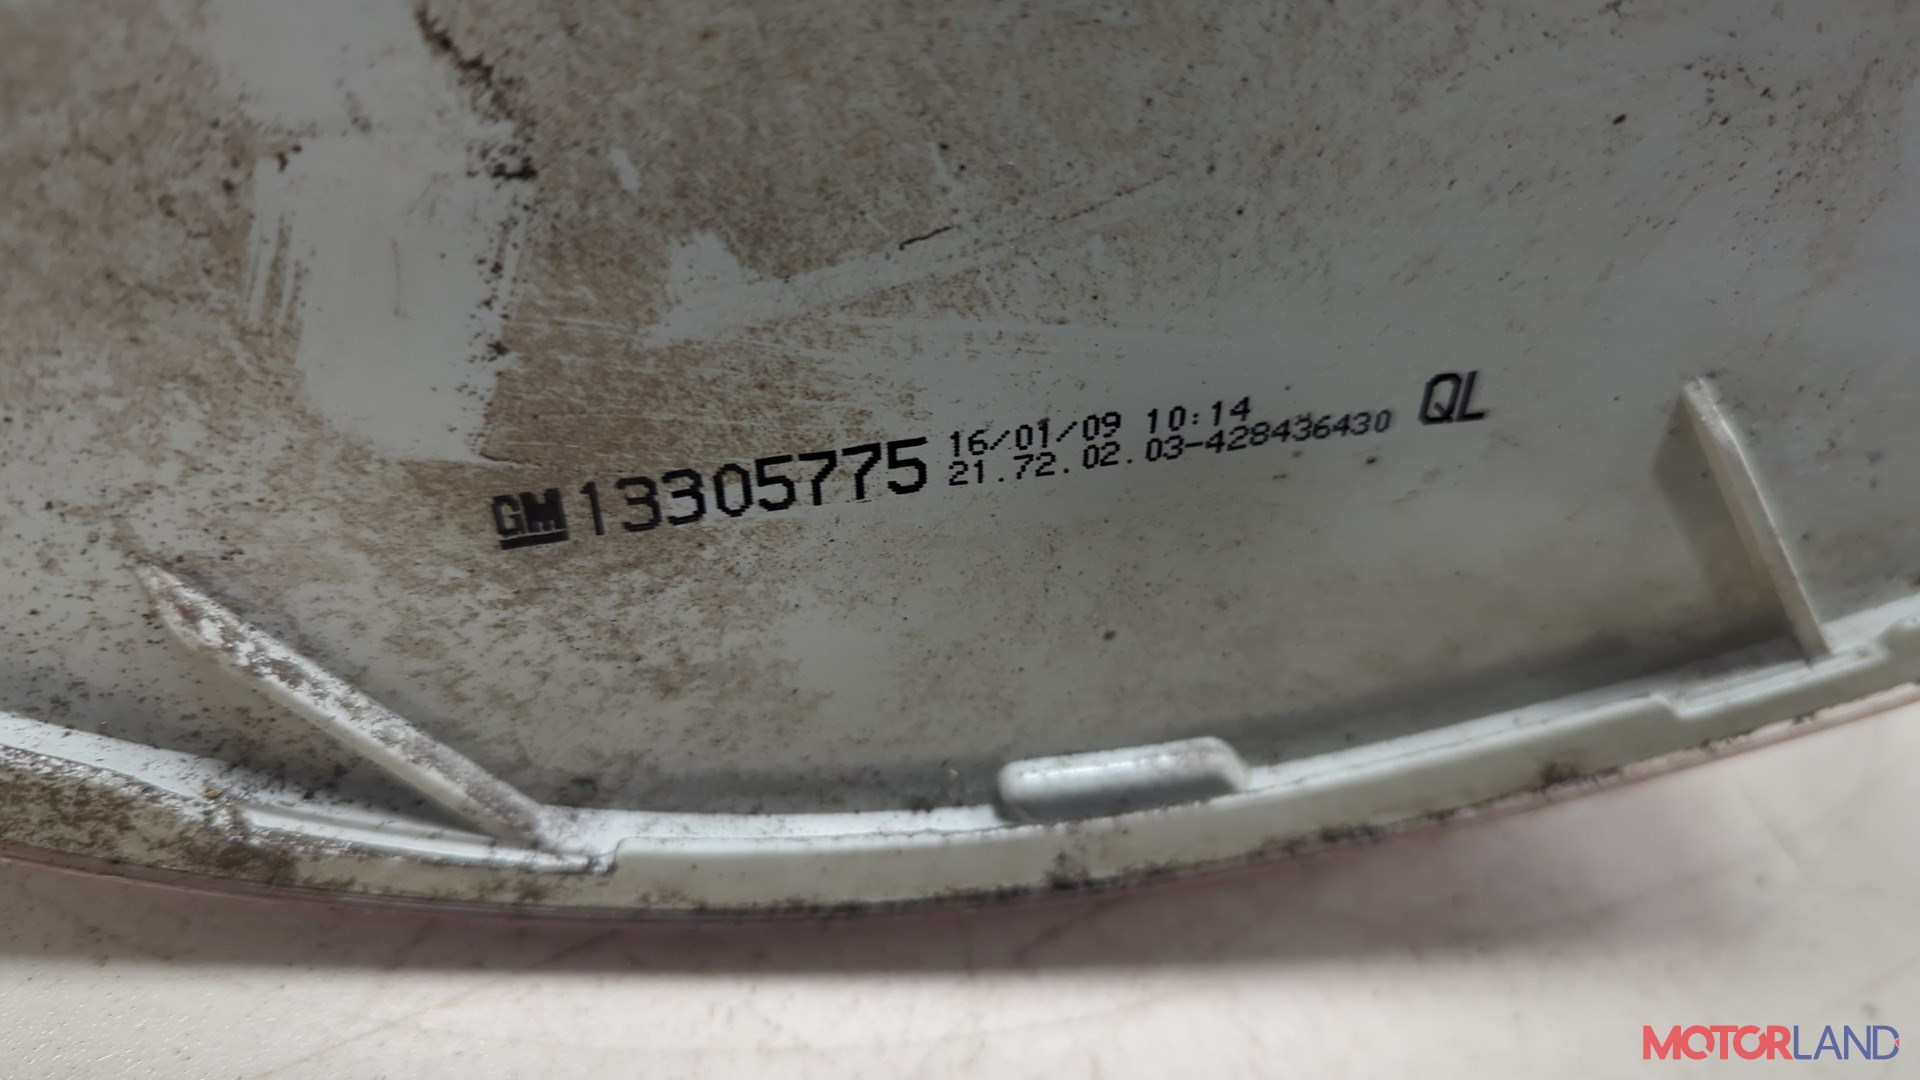 GM 13305775 16/01/09 10:14 QL
21.72.02.03-428436430
MOTORLAND